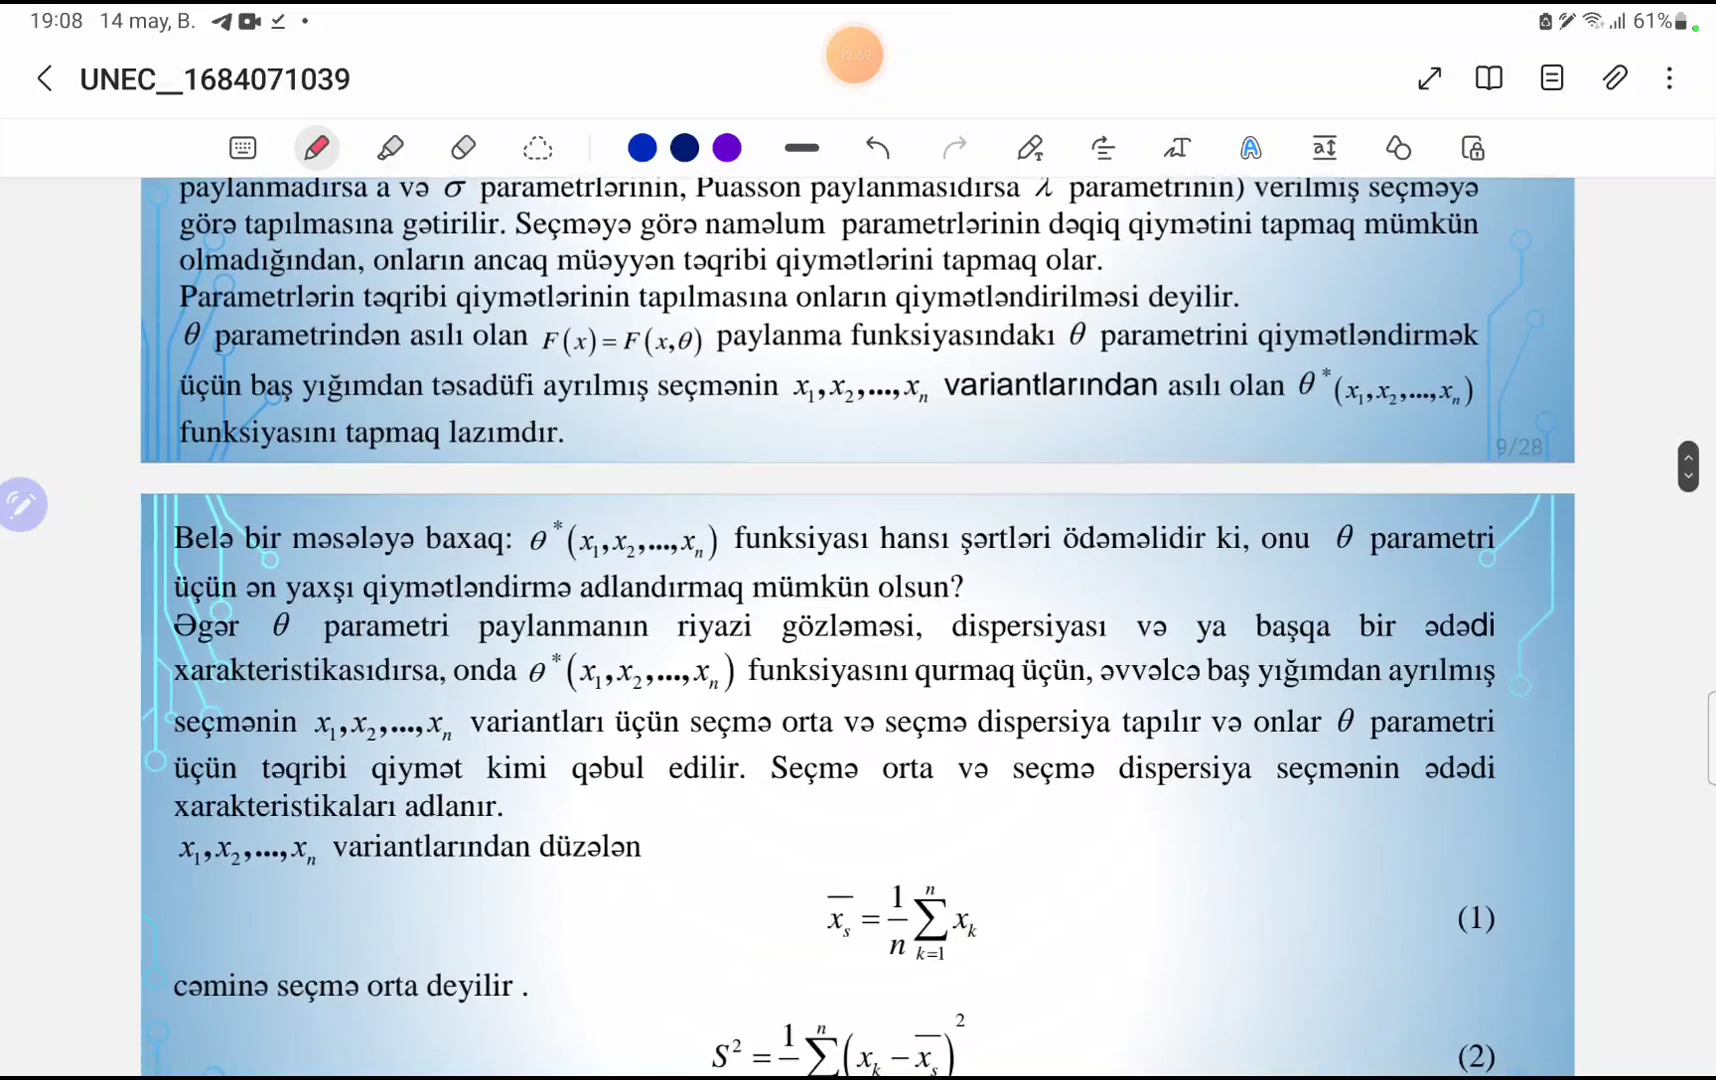 19:08 14 may, B.
61%
12:59
UNEC__1684071039
paylanmadırsa a və σ parametrlərinin, Puasson paylanmasıdırsa λ parametrinin) verilmiş seçməyə
görə tapılmasına gətirilir. Seçməyə görə naməlum parametrlərinin dəqiq qiymətini tapmaq mümkün
olmadığından, onların ancaq müəyyən təqribi qiymətlərini tapmaq olar.
Parametrlərin təqribi qiymətlərinin tapılmasına onların qiymətləndirilməsi deyilir.
θ parametrindən asılı olan F(x)=F(x,θ) paylanma funksiyasındakı θ parametrini qiymətləndirmək
üçün baş yığımdan təsadüfi ayrılmış seçmənin x₁,x₂,...,xₙ variantlarından asılı olan θ*(x₁,x₂,...,xₙ)
funksiyasını tapmaq lazımdır.
9/28
Belə bir məsələyə baxaq: θ*(x₁,x₂,...,xₙ) funksiyası hansı şərtləri ödəməlidir ki, onu θ parametri
üçün ən yaxşı qiymətləndirmə adlandırmaq mümkün olsun?
Əgər θ parametri paylanmanın riyazi gözləməsi, dispersiyası və ya başqa bir ədədi
xarakteristikasıdırsa, onda θ*(x₁,x₂,...,xₙ) funksiyasını qurmaq üçün, əvvəlcə baş yığımdan ayrılmış
seçmənin x₁,x₂,...,xₙ variantları üçün seçmə orta və seçmə dispersiya tapılır və onlar θ parametri
üçün təqribi qiymət kimi qəbul edilir. Seçmə orta və seçmə dispersiya seçmənin ədədi
xarakteristikaları adlanır.
x₁,x₂,...,xₙ variantlarından düzələn
x̅ₛ = 1/n ∑ₖ₌₁ⁿ xₖ (1)
cəminə seçmə orta deyilir .
S² = 1 ∑ⁿ (xₖ − x̅ₛ)² (2)